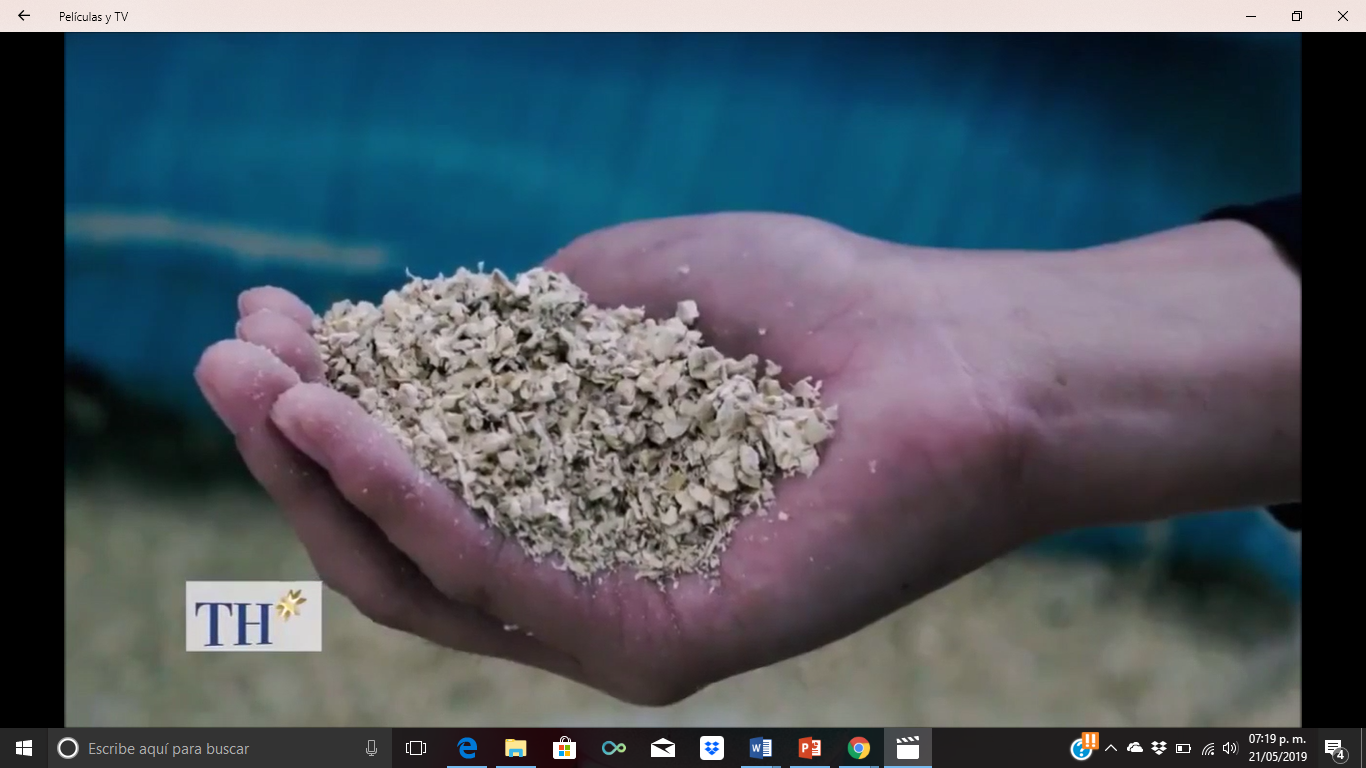 Películas y TV
TH
Escribe aquí para buscar
07:19 p. m.
21/05/2019
4